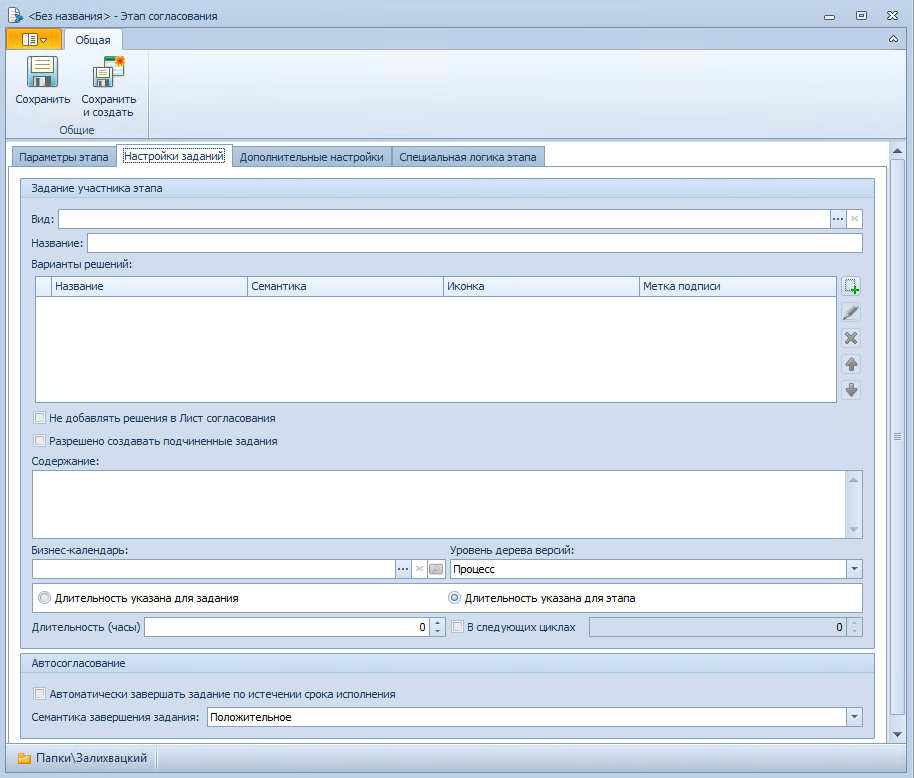 <Без названия> - Этап согласования
Общая
Сохранить
Сохранить
и создать
Общие
Параметры этапа
Настройки заданий
Дополнительные настройки
Специальная логика этапа
Задание участника этапа
Вид:
Название:
Варианты решений:
Название Семантика Иконка Метка подписи
Не добавлять решения в Лист согласования
Разрешено создавать подчиненные задания
Содержание:
Бизнес-календарь:
Уровень дерева версий:
Процесс
Длительность указана для задания
Длительность указана для этапа
Длительность (часы) 0
В следующих циклах 0
Автосогласование
Автоматически завершать задание по истечении срока исполнения
Семантика завершения задания: Положительное
Папки\Залихвацкий